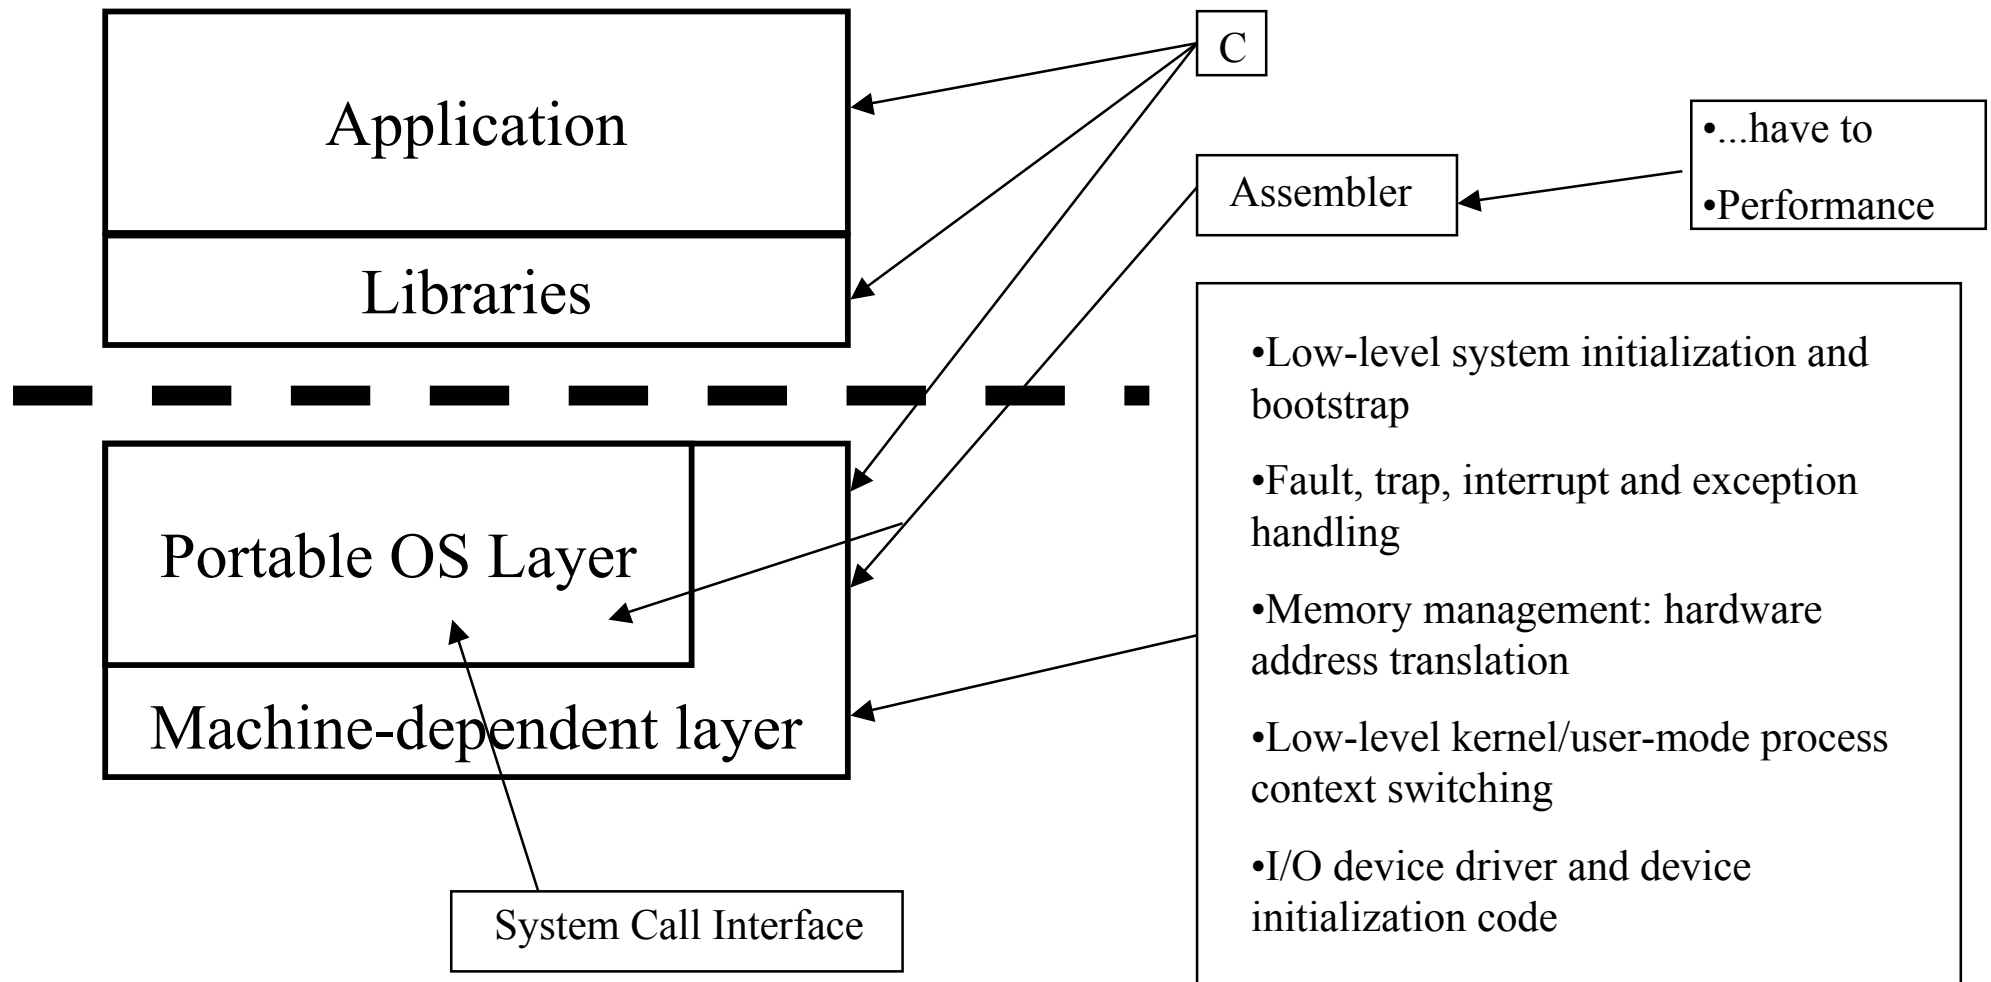 Application
Libraries
Portable OS Layer
Machine-dependent layer
System Call Interface
C
Assembler
•...have to
•Performance
•Low-level system initialization and
bootstrap
•Fault, trap, interrupt and exception
handling
•Memory management: hardware
address translation
•Low-level kernel/user-mode process
context switching
•I/O device driver and device
initialization code